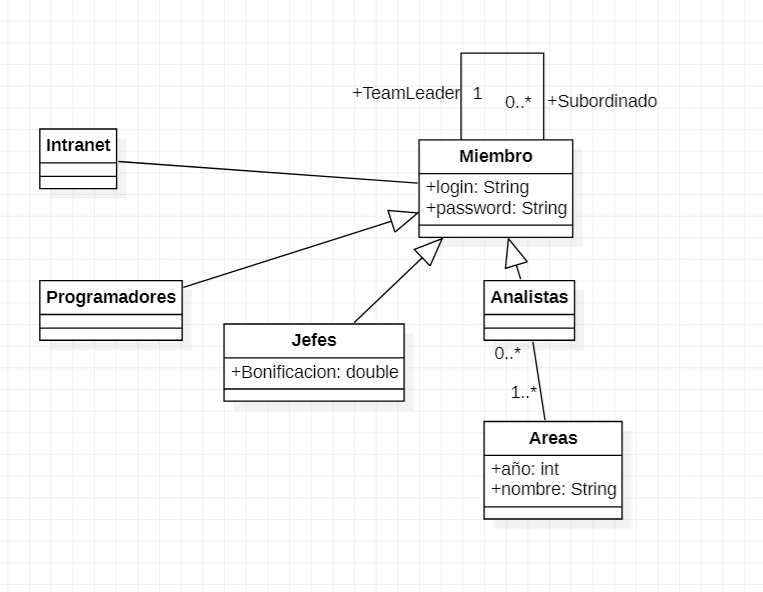 +TeamLeader
1
0..*
+Subordinado
Intranet
Miembro
+login: String
+password: String
Programadores
Jefes
+Bonificacion: double
Analistas
0..*
1..*
Areas
+año: int
+nombre: String